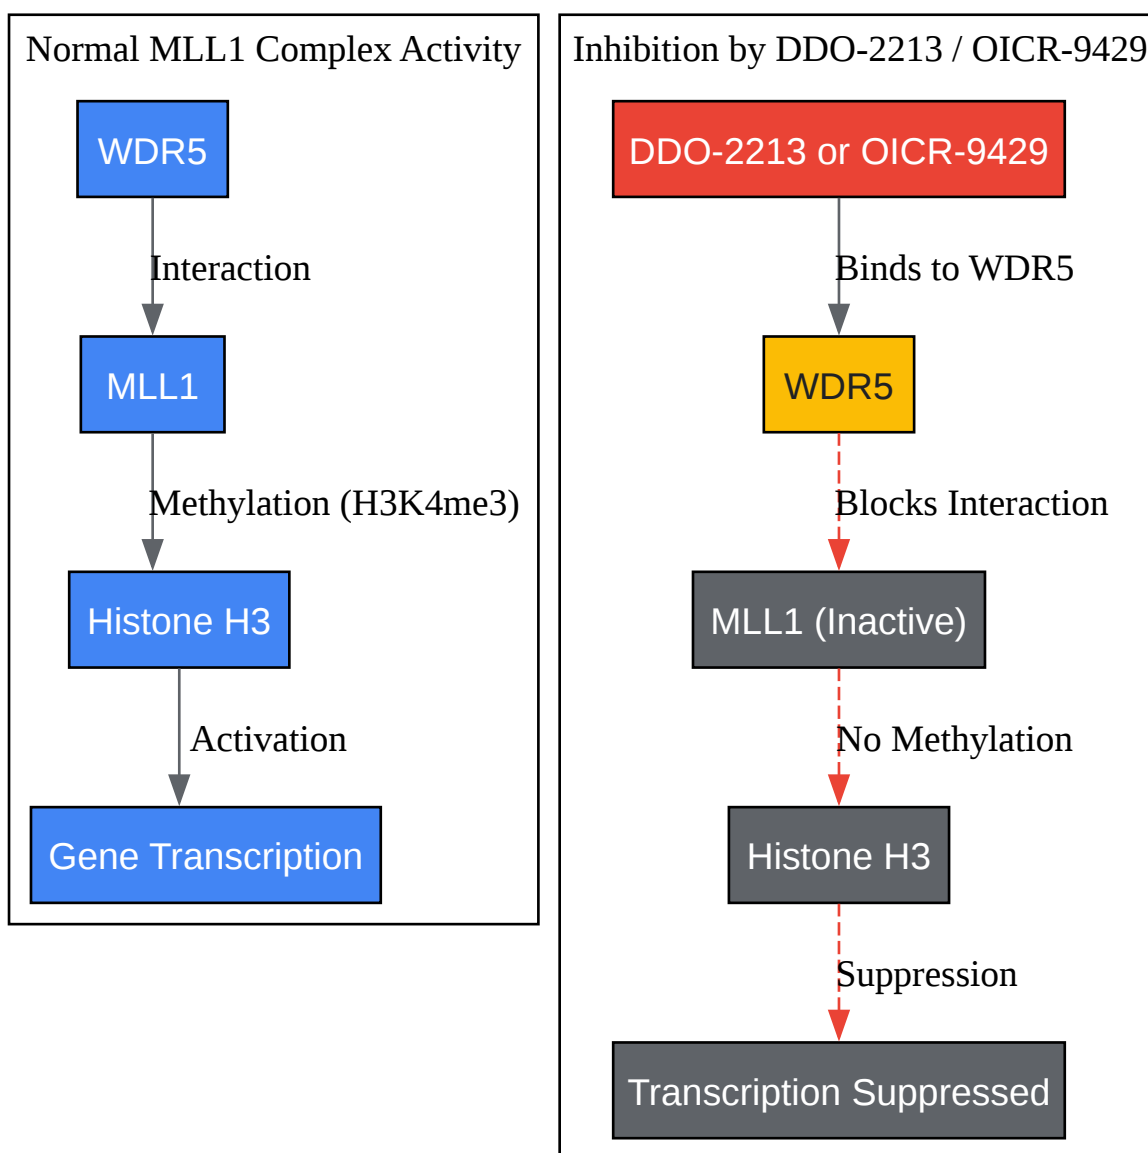 Normal MLL1 Complex Activity
WDR5
Interaction
MLL1
Methylation (H3K4me3)
Histone H3
Activation
Gene Transcription
Inhibition by DDO-2213 / OICR-9429
DDO-2213 or OICR-9429
Binds to WDR5
WDR5
Blocks Interaction
MLL1 (Inactive)
No Methylation
Histone H3
Suppression
Transcription Suppressed